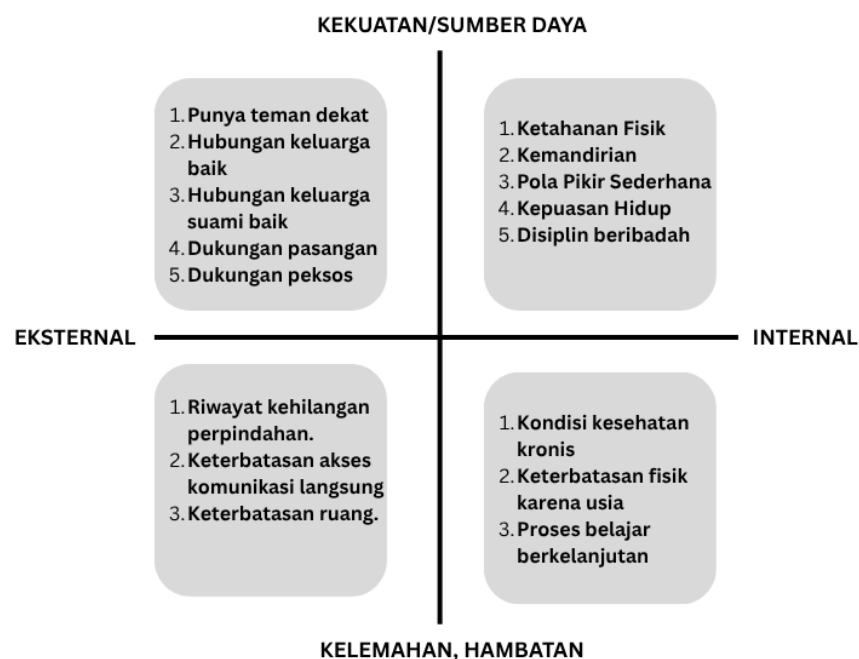 KEKUATAN/SUMBER DAYA
1. Punya teman dekat
2. Hubungan keluarga
baik
3. Hubungan keluarga
suami baik
4. Dukungan pasangan
5. Dukungan peksos
1. Ketahanan Fisik
2. Kemandirian
3. Pola Pikir Sederhana
4. Kepuasan Hidup
5. Disiplin beribadah
EKSTERNAL
INTERNAL
1. Riwayat kehilangan
perpindahan.
2. Keterbatasan akses
komunikasi langsung
3. Keterbatasan ruang.
1. Kondisi kesehatan
kronis
2. Keterbatasan fisik
karena usia
3. Proses belajar
berkelanjutan
KELEMAHAN, HAMBATAN